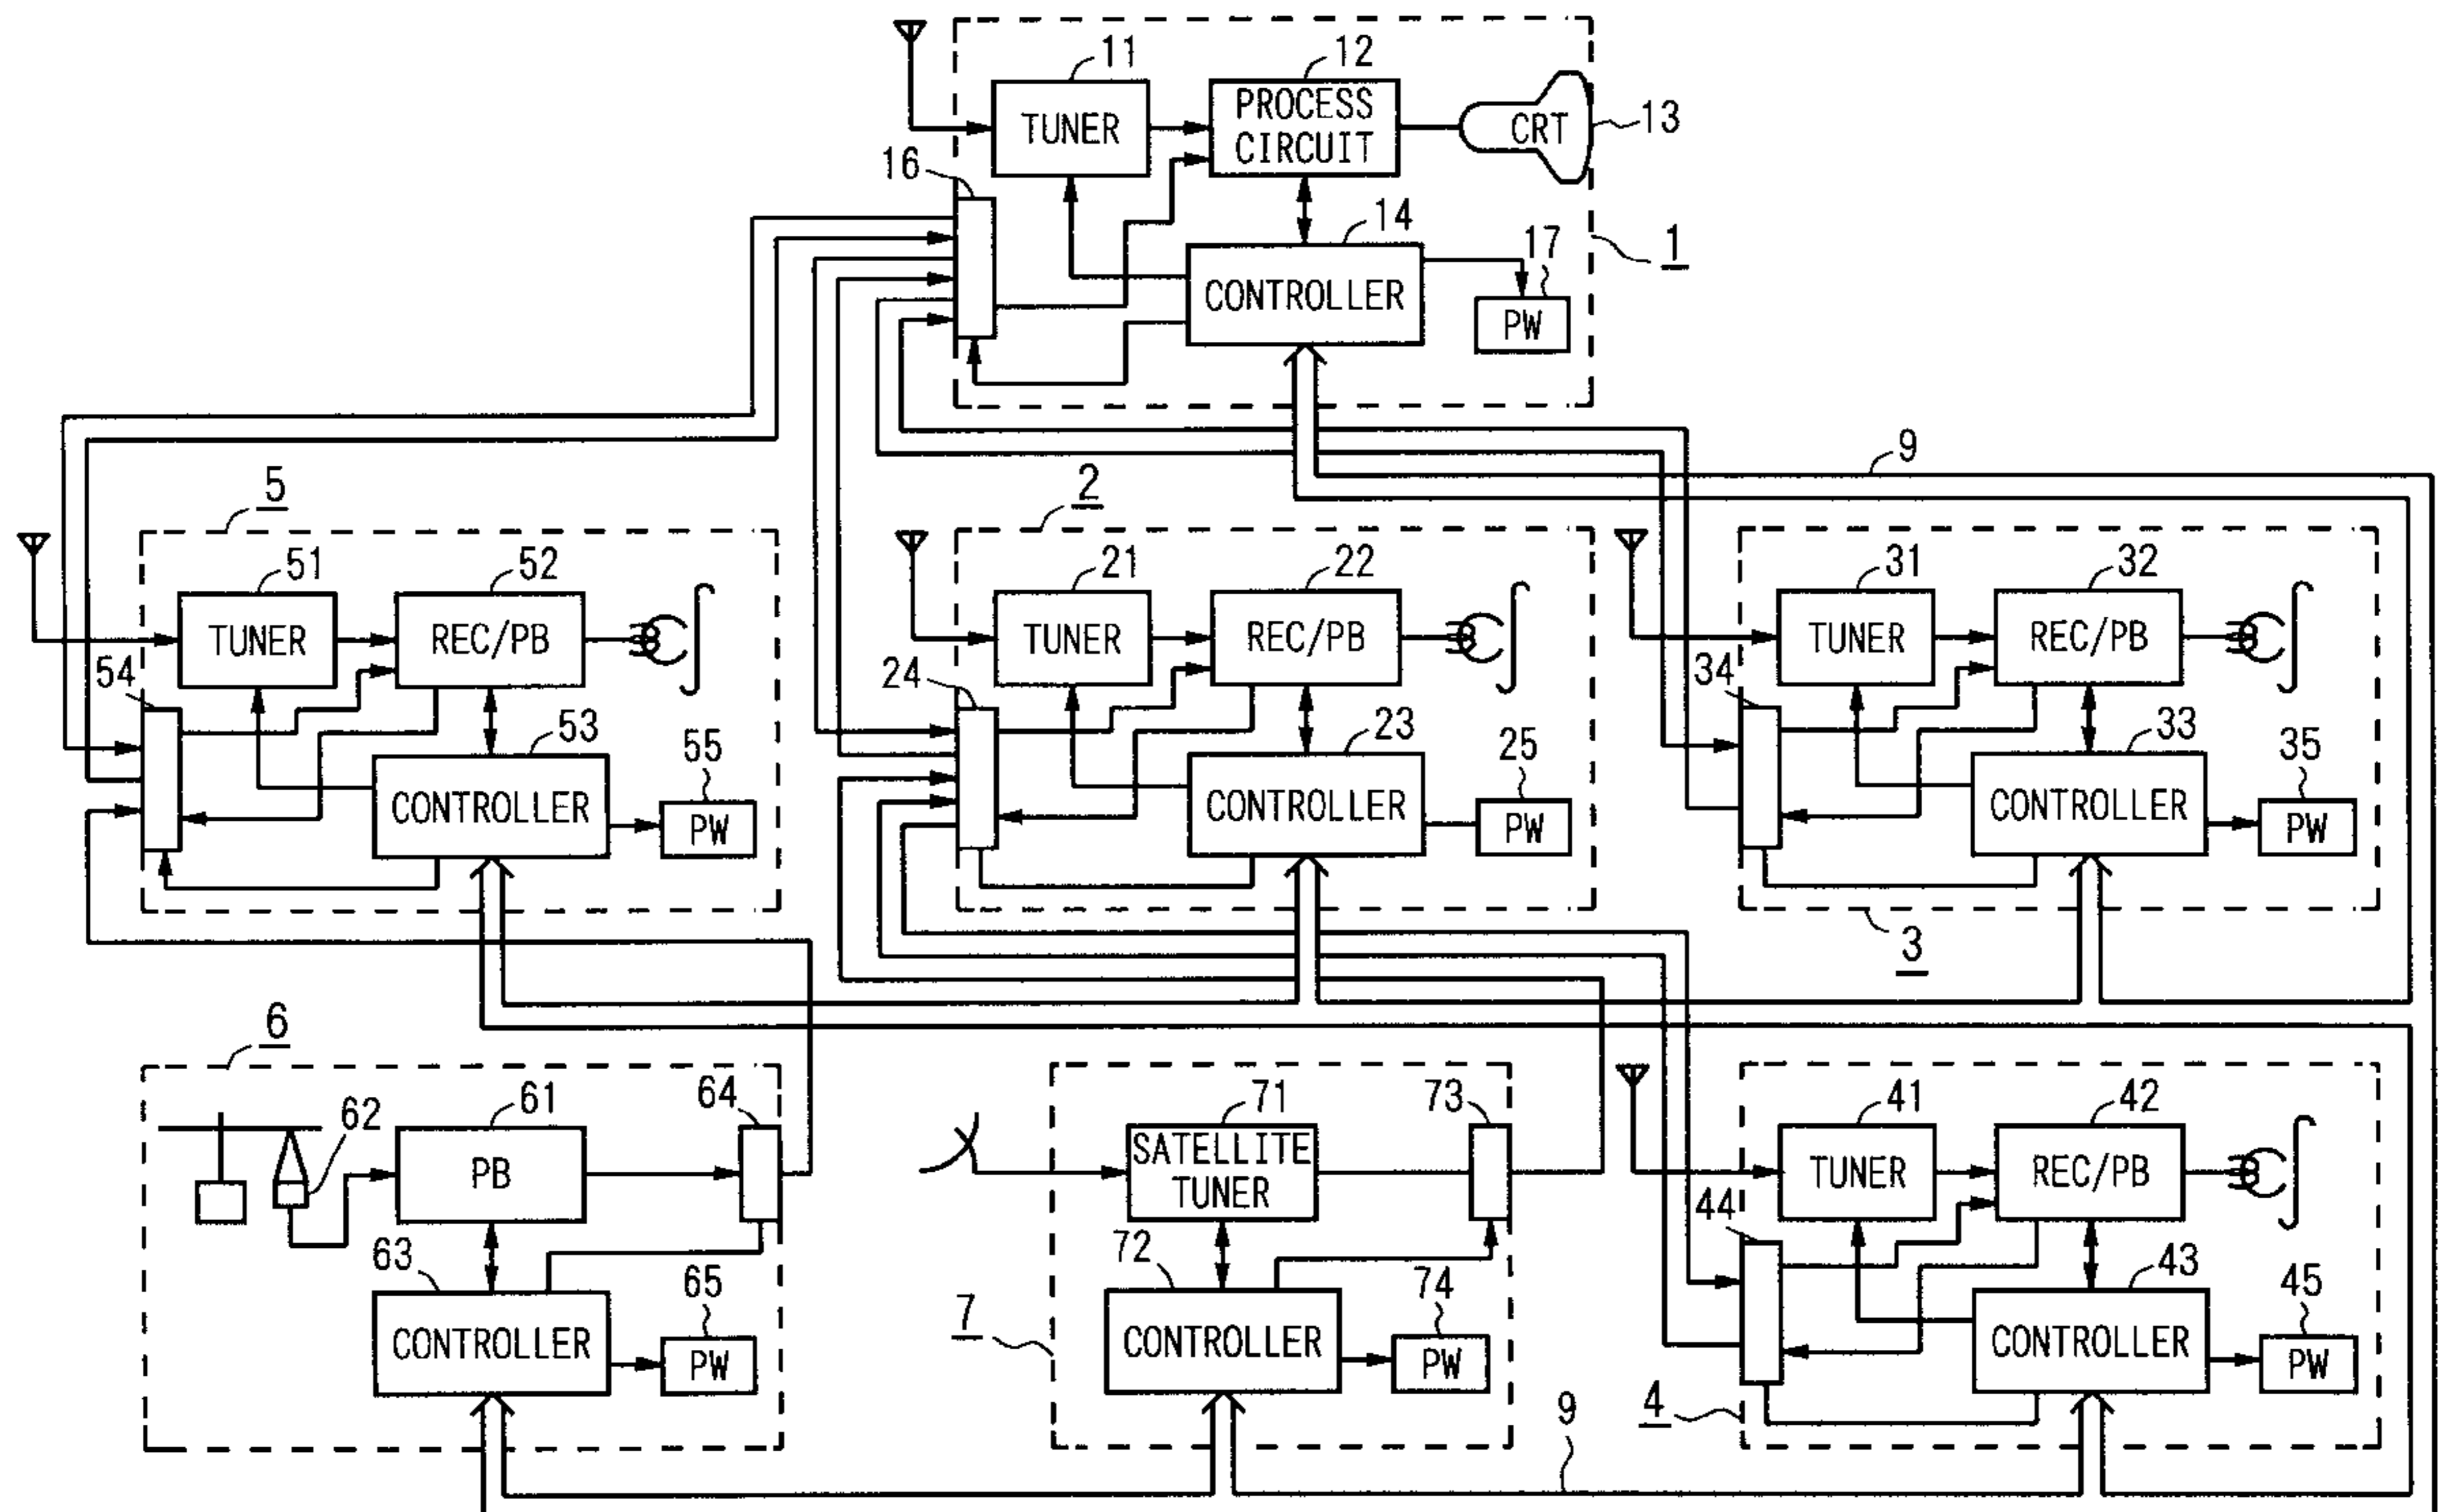 11
12
TUNER
PROCESS
CIRCUIT
CRT
13
16
14
17
1
CONTROLLER
PW
9
5
2
51
52
21
22
31
32
TUNER
REC/PB
TUNER
REC/PB
TUNER
REC/PB
54
24
34
53
55
23
25
33
35
CONTROLLER
PW
CONTROLLER
PW
CONTROLLER
PW
3
6
62
61
64
71
73
41
42
PB
SATELLITE
TUNER
TUNER
REC/PB
44
63
65
72
74
43
45
7
CONTROLLER
PW
CONTROLLER
PW
CONTROLLER
PW
4
9